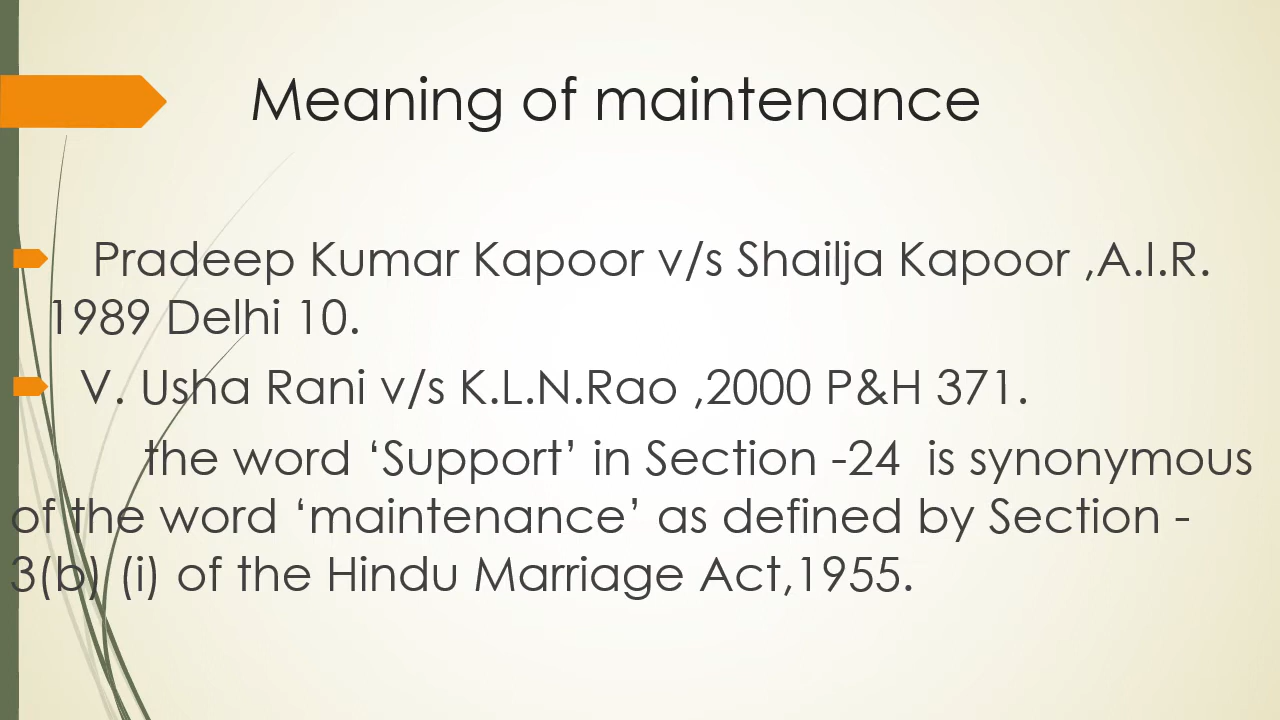 Meaning of maintenance
Pradeep Kumar Kapoor v/s Shailja Kapoor ,A.I.R.
1989 Delhi 10.
V. Usha Rani v/s K.L.N.Rao ,2000 P&H 371.
the word ‘Support’ in Section -24 is synonymous
of the word ‘maintenance’ as defined by Section -
3(b) (i) of the Hindu Marriage Act,1955.